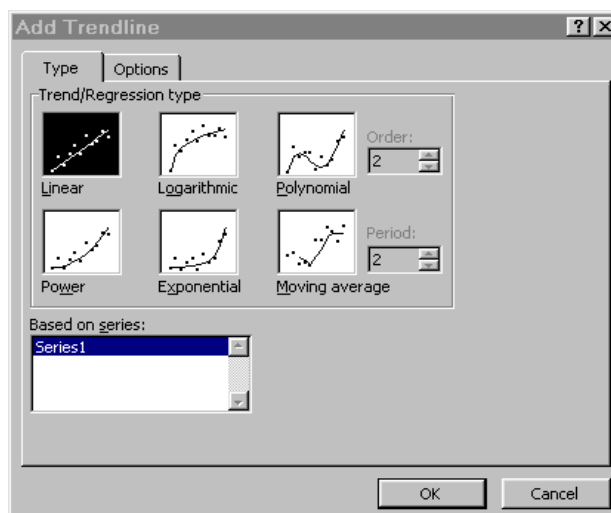 Add Trendline ? X
Type Options
Trend/Regression type
Order:
2
Linear Logarithmic Polynomial
Period:
2
Power Exponential Moving average
Based on series:
Series1
OK Cancel